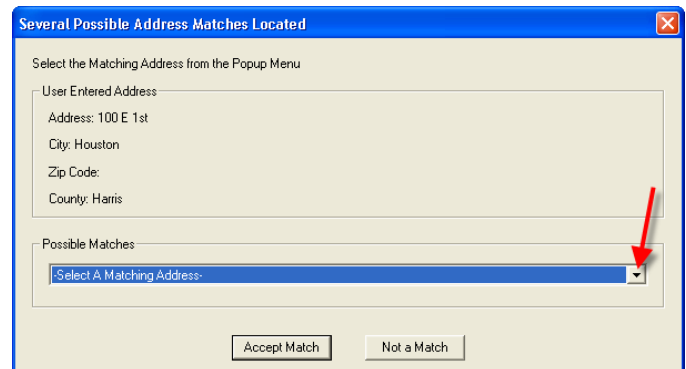 Several Possible Address Matches Located
Select the Matching Address from the Popup Menu
User Entered Address
Address: 100 E 1st
City: Houston
Zip Code:
County: Harris
Possible Matches
-Select A Matching Address-
Accept Match
Not a Match